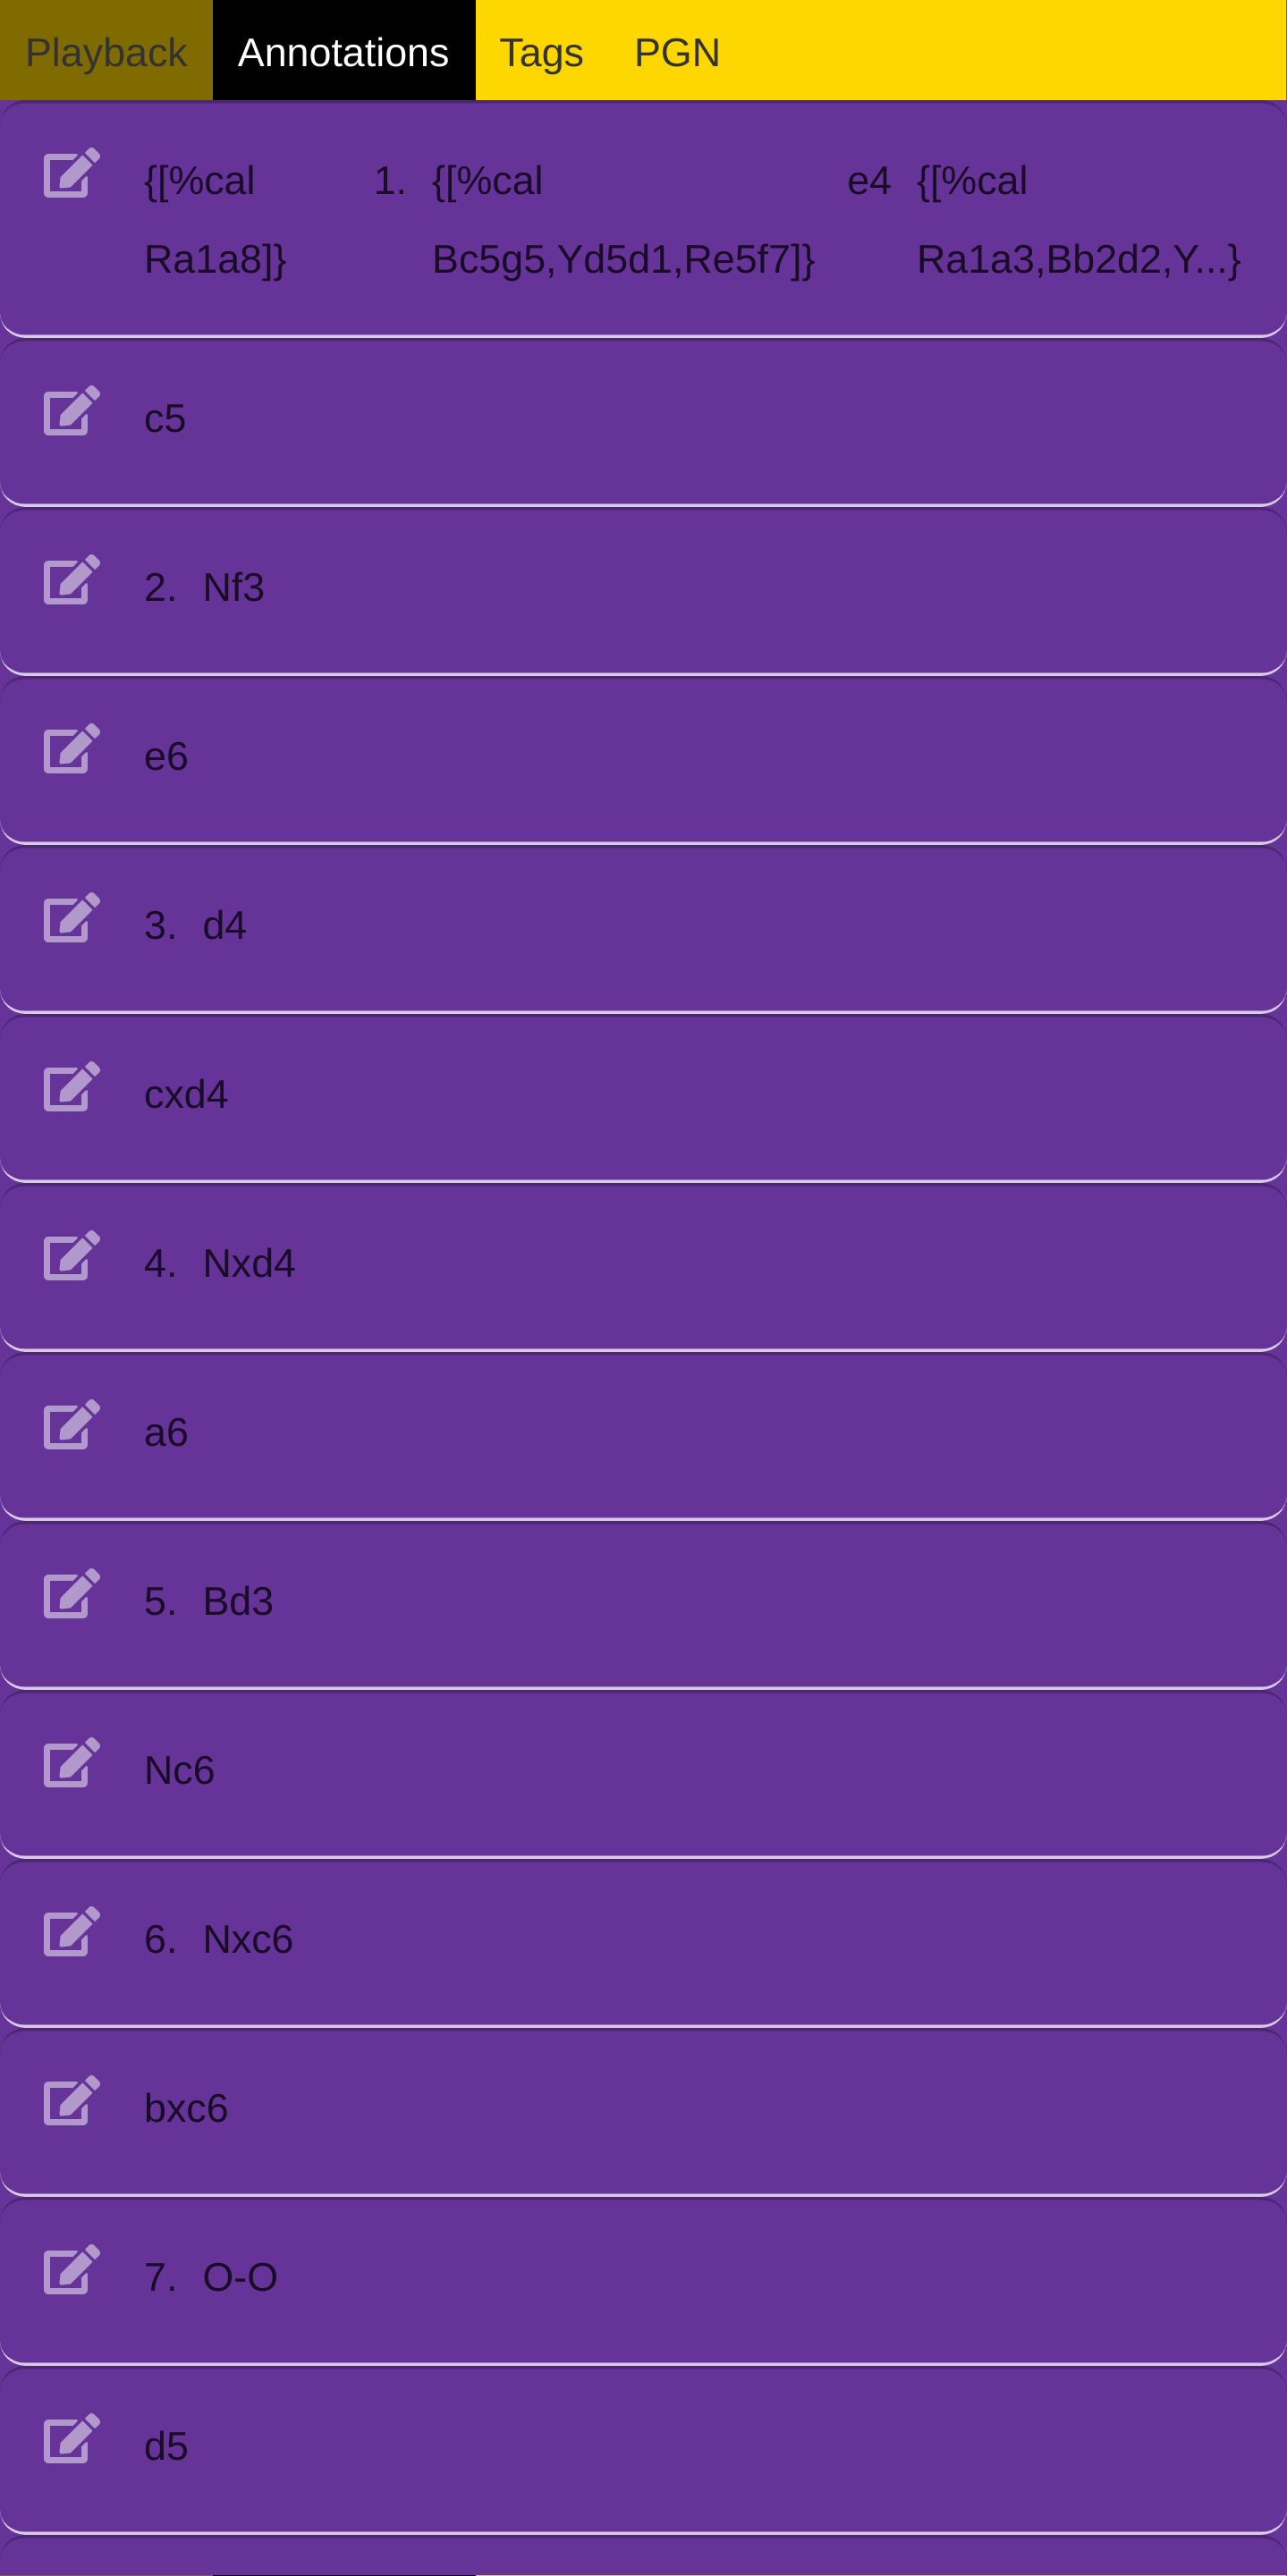 Playback Annotations Tags PGN
{[%cal 1. {[%cal e4 {[%cal
Ra1a8]} Bc5g5,Yd5d1,Re5f7]} Ra1a3,Bb2d2,Y...}
c5
2. Nf3
e6
3. d4
cxd4
4. Nxd4
a6
5. Bd3
Nc6
6. Nxc6
bxc6
7. O-O
d5